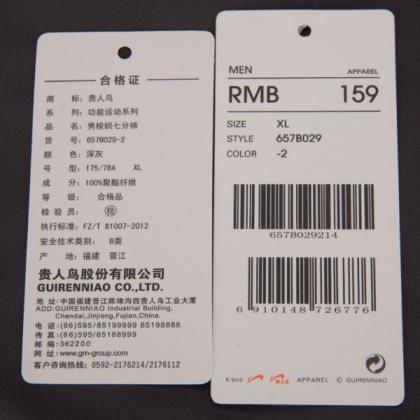 合格证
商 标: 贵人鸟
系 列: 功能运动系列
品 名: 男梭织七分裤
货 号: 657B029-2
颜 色: 深灰
号 型: 175/78A XL
成 分: 100%聚酯纤维
等 级: 合格品
检 验 员: 检
执行标准: FZ/T 81007-2012
安全技术类别: B类
产 地: 福建 晋江
贵人鸟股份有限公司
GUIRENNIAO CO.,LTD.
地 址: 中国福建晋江陈埭沟西贵人鸟工业大厦
ADD:GUIRENNIAO Industrial Building,
Chendai,Jinjiang,Fujian,China.
电 话: (86)595/85199999 85198888
传 真: (86)595/85188999
邮 编: 362200
网 址: www.gm-group.com
客户咨询热线: 0592-2176214/2176112
MEN APPAREL
RMB 159
SIZE XL
STYLE 657B029
COLOR -2
657B029214
6 910148 726776
K-bird 贵人鸟 APPAREL © GUIRENNIAO